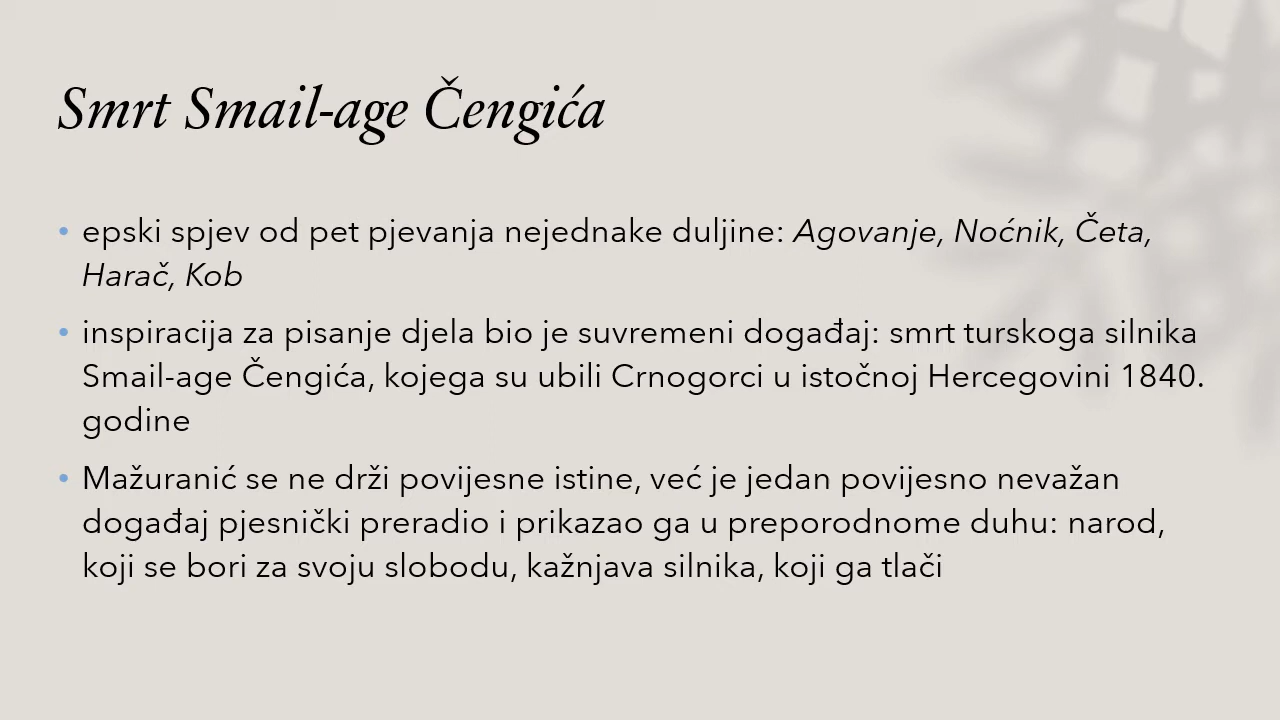 Smrt Smail-age Čengića
• epski spjev od pet pjevanja nejednake duljine: Agovanje, Noćnik, Četa,
Harač, Kob
• inspiracija za pisanje djela bio je suvremeni događaj: smrt turskoga silnika
Smail-age Čengića, kojega su ubili Crnogorci u istočnoj Hercegovini 1840.
godine
• Mažuranić se ne drži povijesne istine, već je jedan povijesno nevažan
događaj pjesnički preradio i prikazao ga u preporodnome duhu: narod,
koji se bori za svoju slobodu, kažnjava silnika, koji ga tlači